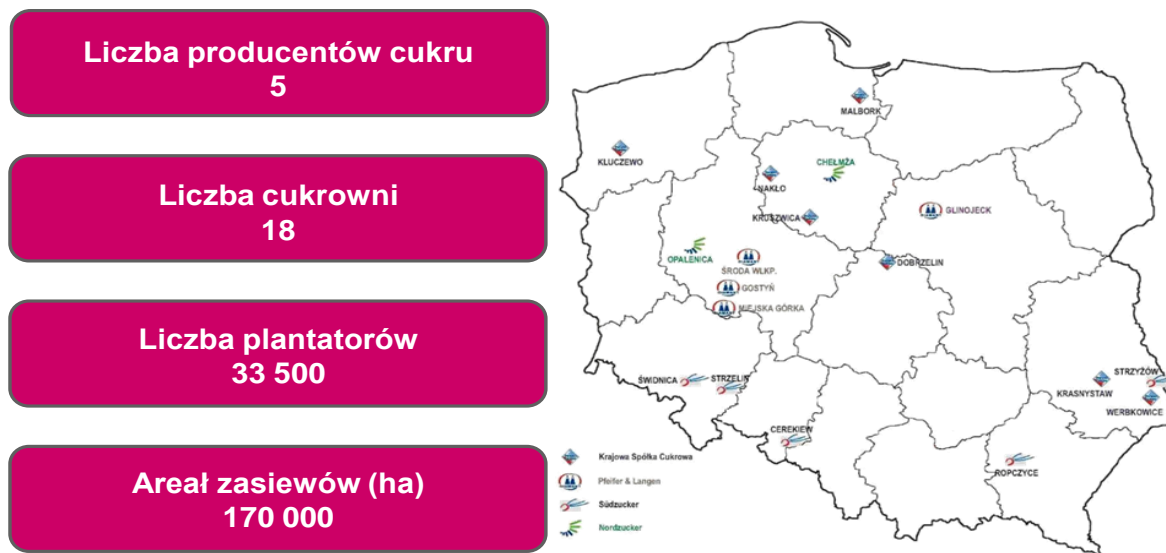 Liczba producentów cukru
5
Liczba cukrowni
18
Liczba plantatorów
33 500
Areał zasiewów (ha)
170 000
MALBORK
KLUCZEWO
CHEŁMŻA
NAKŁO
KRUSZWICA
GLINOJECK
OPALENICA
ŚRODA WLKP.
DOBRZELIN
GOSTYŃ
MIEJSKA GÓRKA
ŚWIDNICA
STRZELIN
STRZYŻÓW
KRASNYSTAW
WERBKOWICE
CEREKIEW
ROPCZYCE
Krajowa Spółka Cukrowa
Pfeifer & Langen
Südzucker
Nordzucker